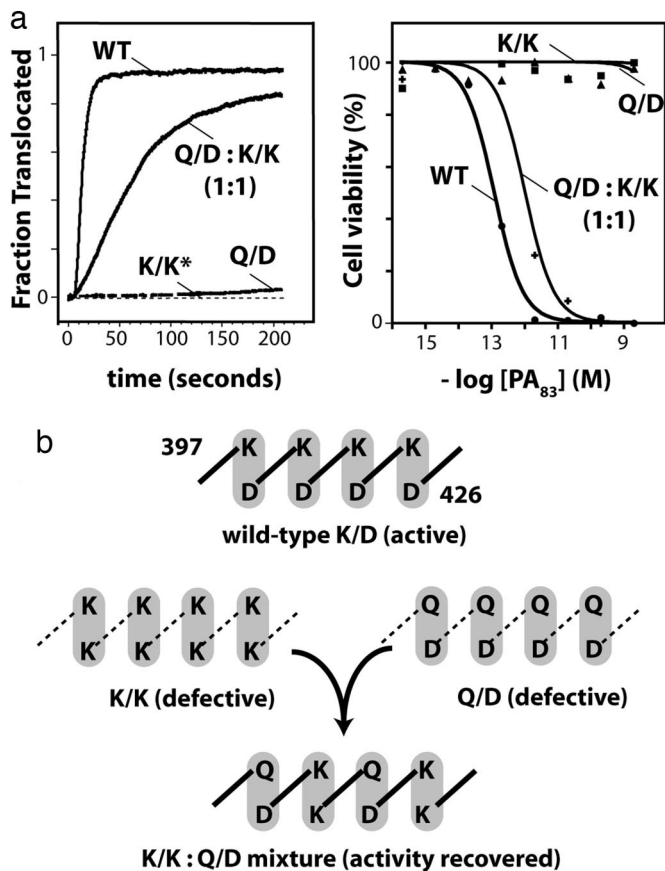 a
Fraction Translocated
1
0
WT
Q/D : K/K
(1:1)
K/K*
Q/D
0 50 100 150 200
time (seconds)
Cell viability (%)
100
0
K/K
Q/D
WT
Q/D : K/K
(1:1)
15 13 12 11 9
- log [PA83] (M)
b
397
K K K K
D D D D
426
wild-type K/D (active)
K K K K
K K K K
K/K (defective)
Q Q Q Q
D D D D
Q/D (defective)
Q K Q K
D K D K
K/K : Q/D mixture (activity recovered)